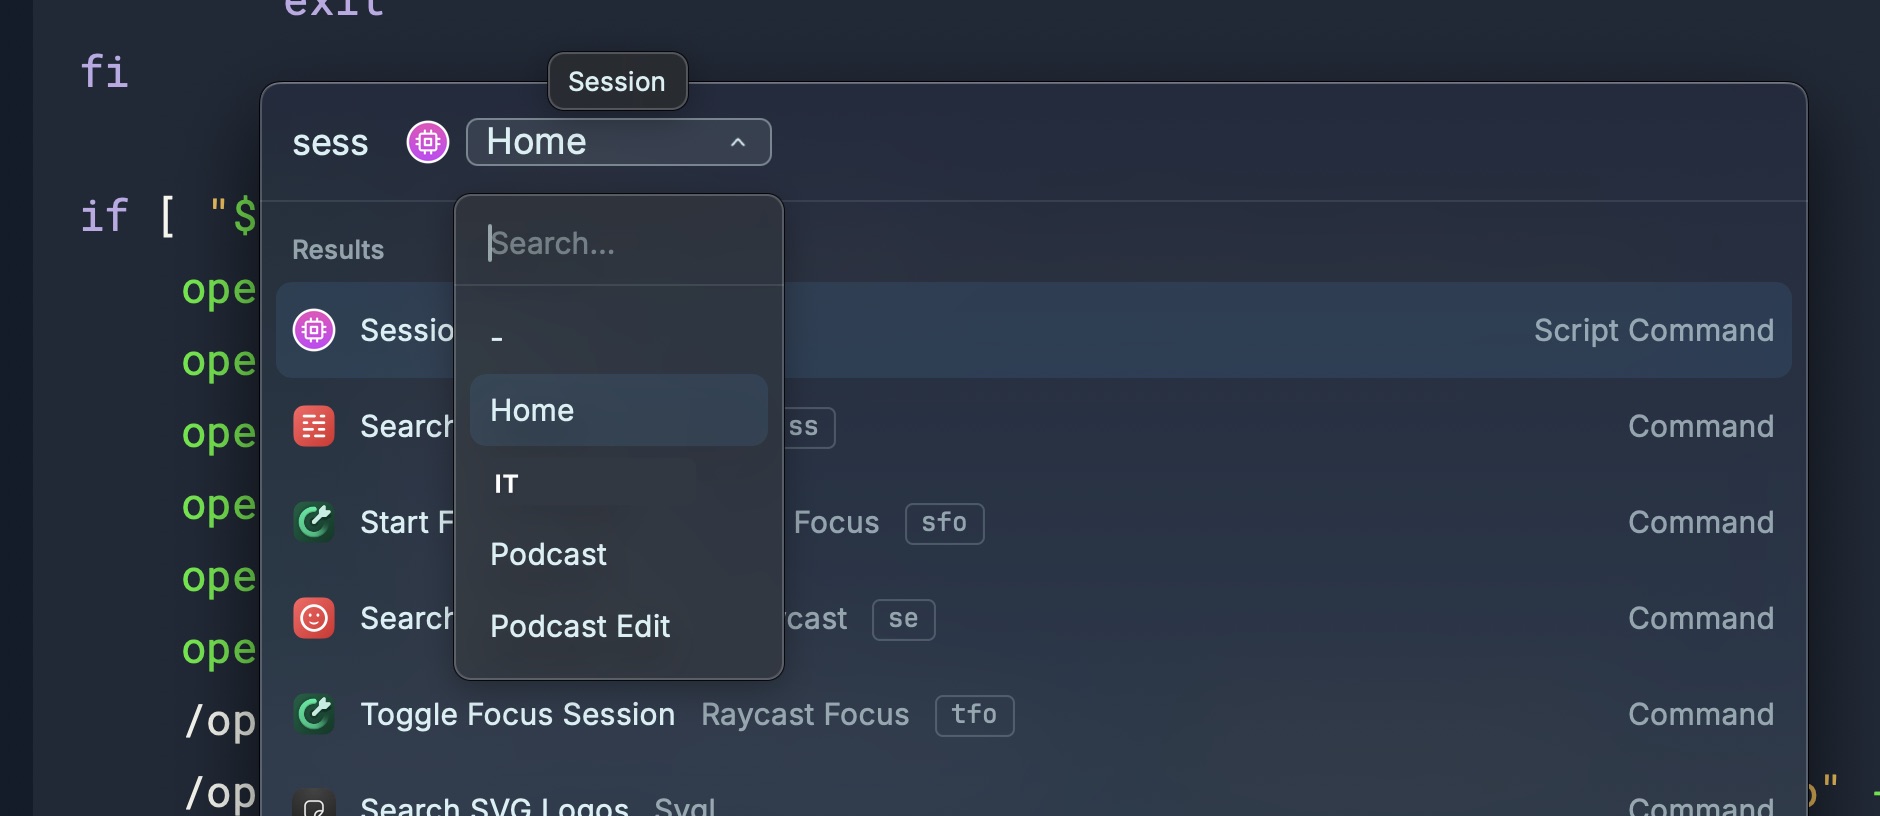 exit
fi
Session
sess Home
if [ "$
Results
Search...
-
Home
IT
Podcast
Podcast Edit
Sessio Script Command
ope
Search ss Command
ope
Start F Focus sfo Command
ope
Search cast se Command
ope
Toggle Focus Session Raycast Focus tfo Command
ope
ope
/op
/op
Search SVG Logos Svgl Command
"